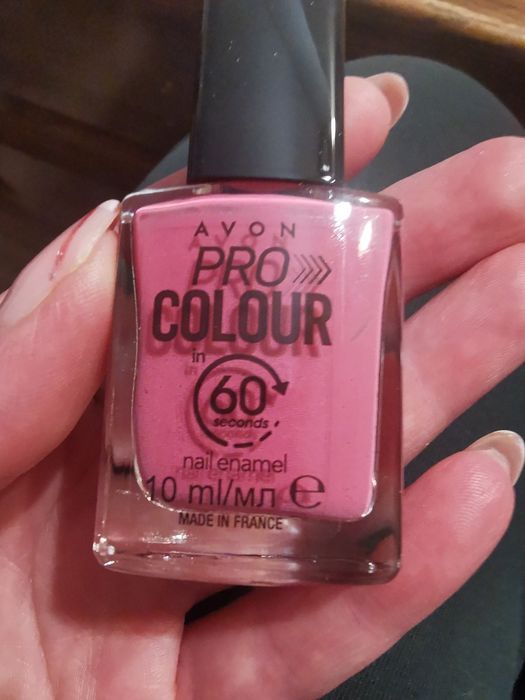 AVON
PRO
COLOUR
in
60
seconds
nail enamel
10 ml/мл ℮
MADE IN FRANCE